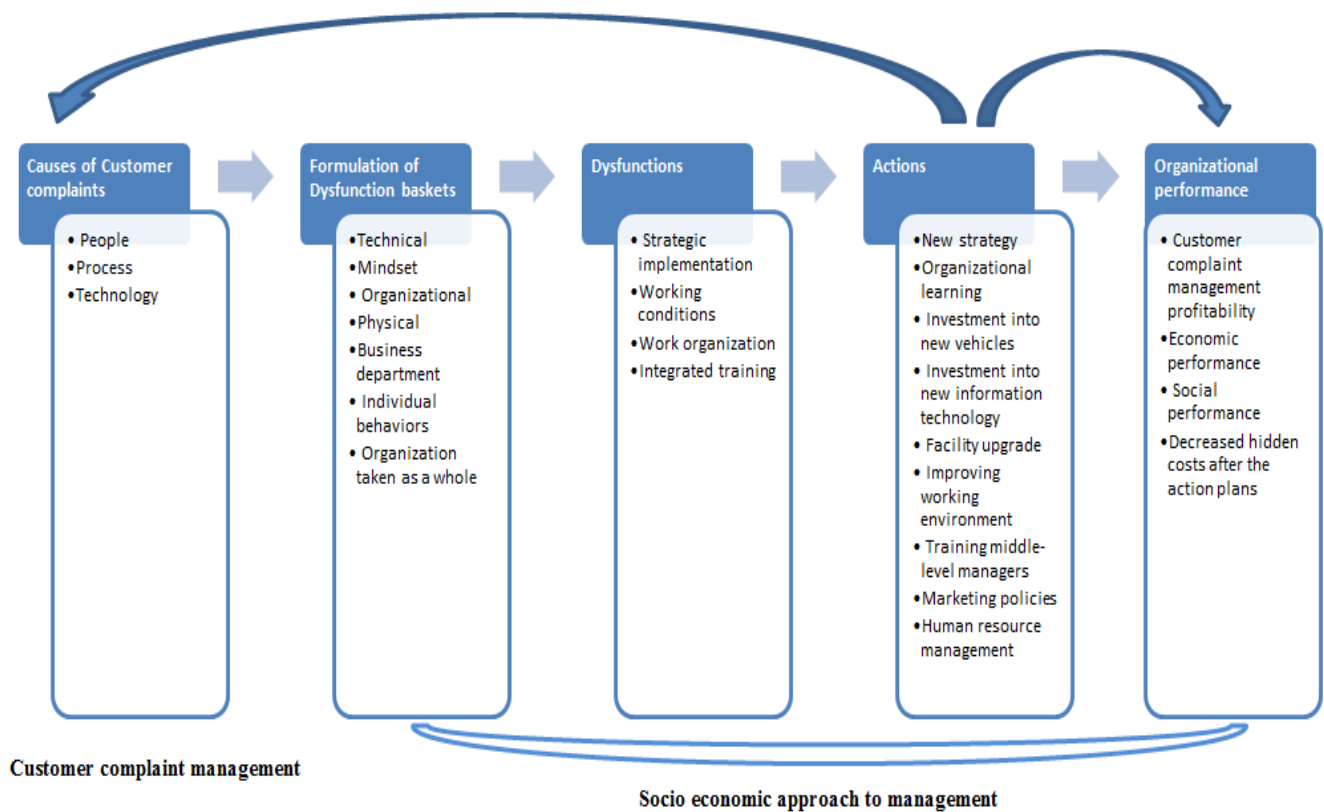 Causes of Customer
complaints
• People
•Process
•Technology
Formulation of
Dysfunction baskets
•Technical
•Mindset
• Organizational
•Physical
•Business
department
• Individual
behaviors
• Organization
taken as a whole
Dysfunctions
• Strategic
implementation
•Working
conditions
•Work organization
•Integrated training
Actions
•New strategy
•Organizational
learning
• Investment into
new vehicles
• Investment into
new information
technology
•Facility upgrade
• Improving
working
environment
• Training middle-
level managers
•Marketing policies
•Human resource
management
Organizational
performance
• Customer
complaint
management
profitability
•Economic
performance
• Social
performance
•Decreased hidden
costs after the
action plans
Customer complaint management
Socio economic approach to management